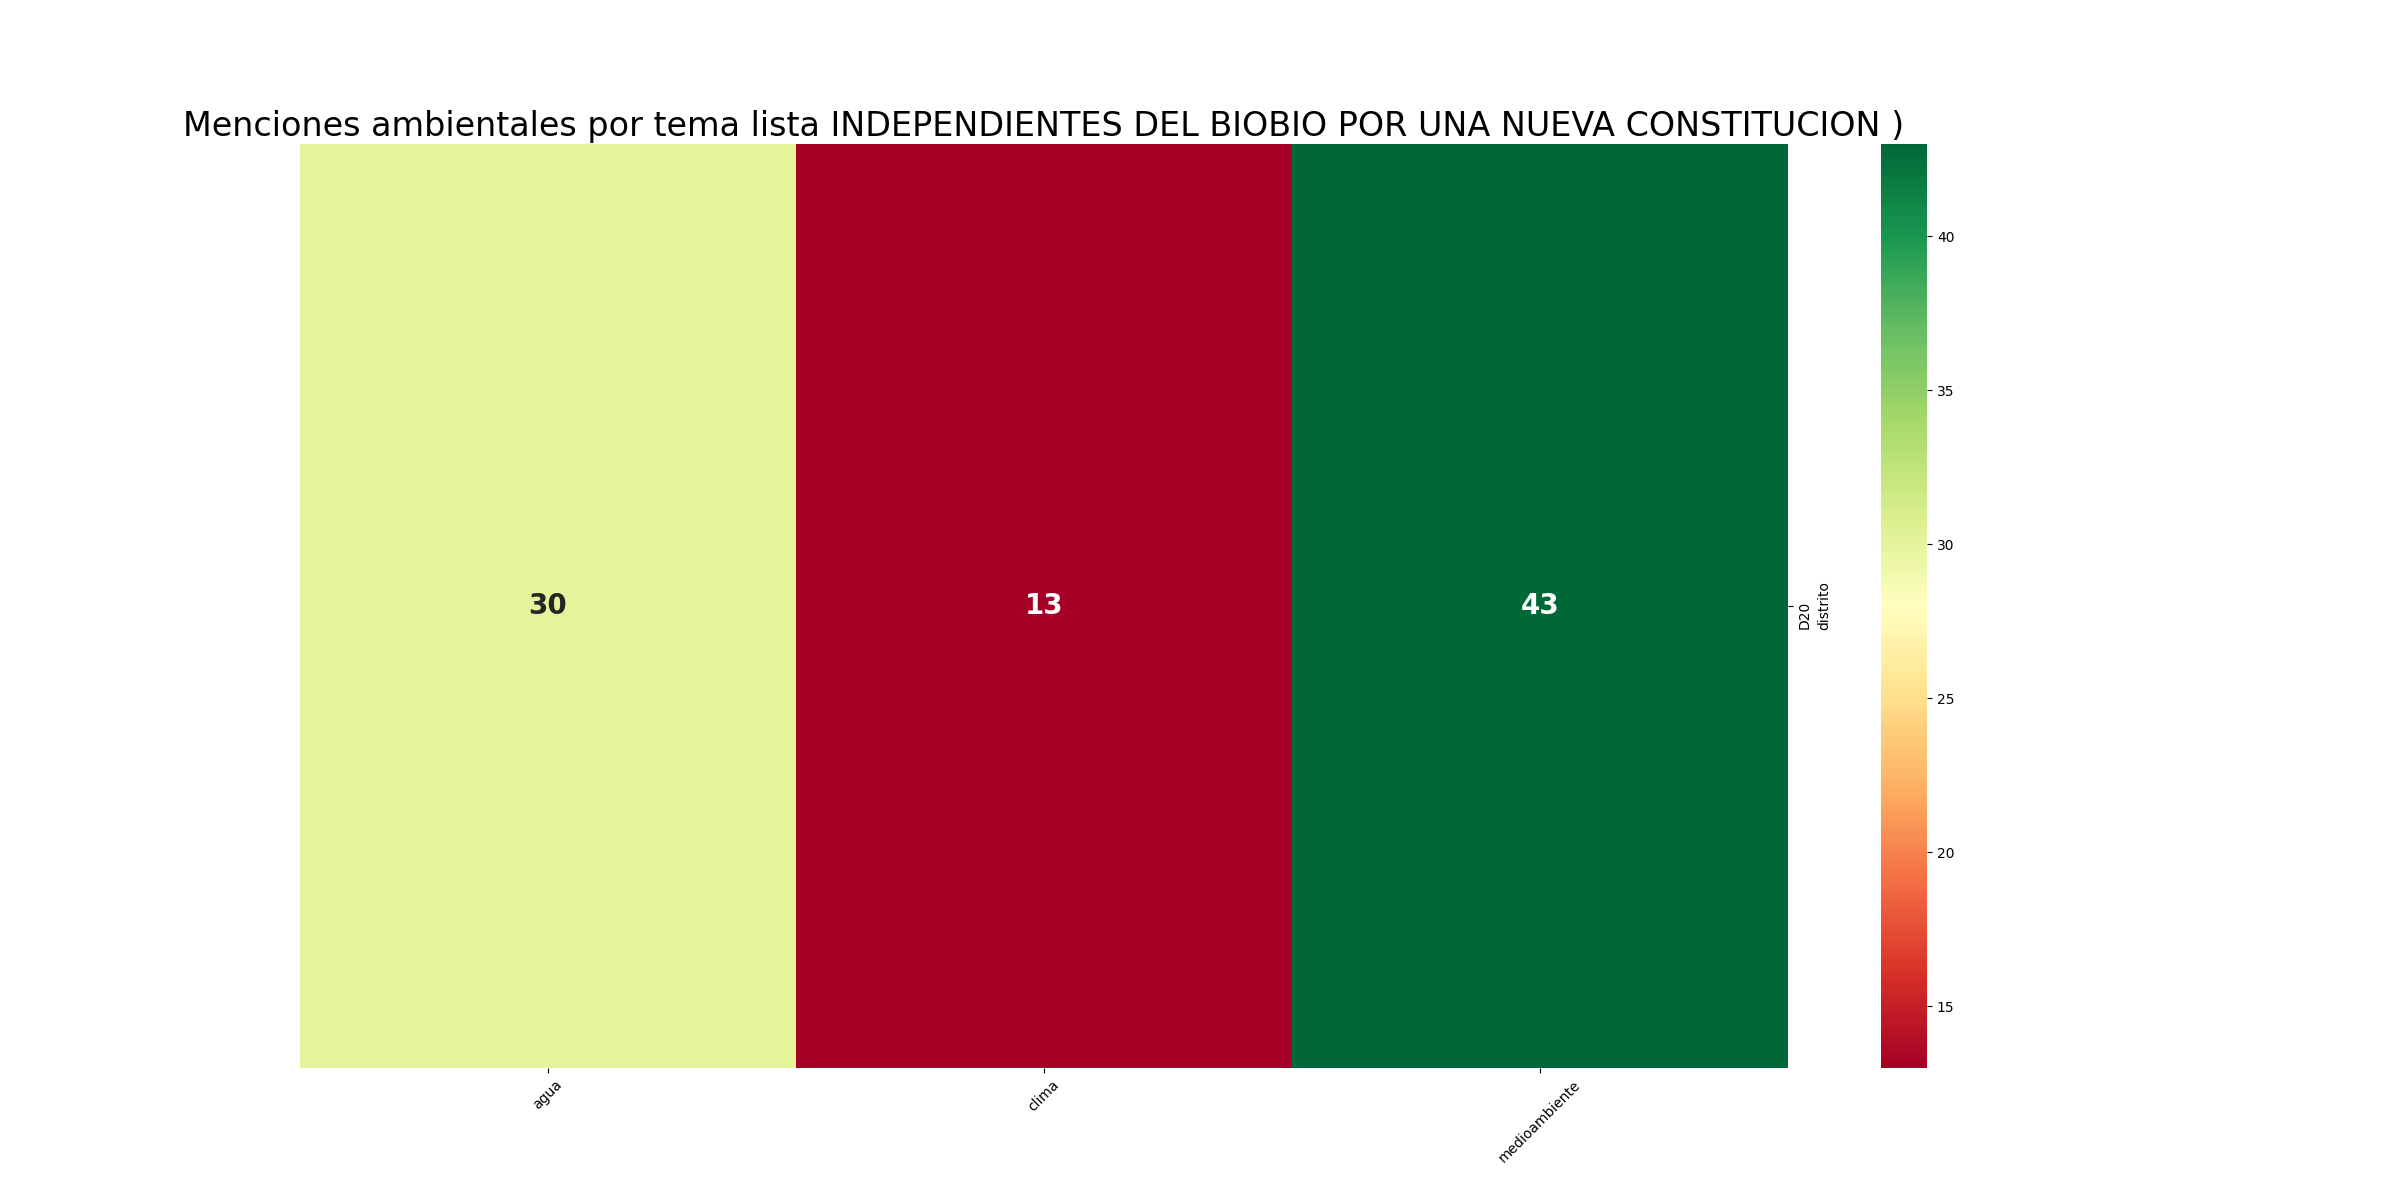 Menciones ambientales por tema lista INDEPENDIENTES DEL BIOBIO POR UNA NUEVA CONSTITUCION )
30
13
43
D20
distrito
agua
clima
medioambiente
40
35
30
25
20
15